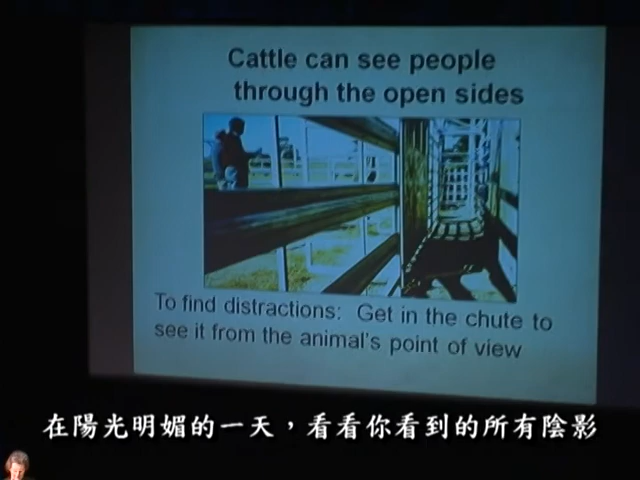 Cattle can see people
through the open sides
To find distractions: Get in the chute to
see it from the animal's point of view
在陽光明媚的一天，看看你看到的所有陰影